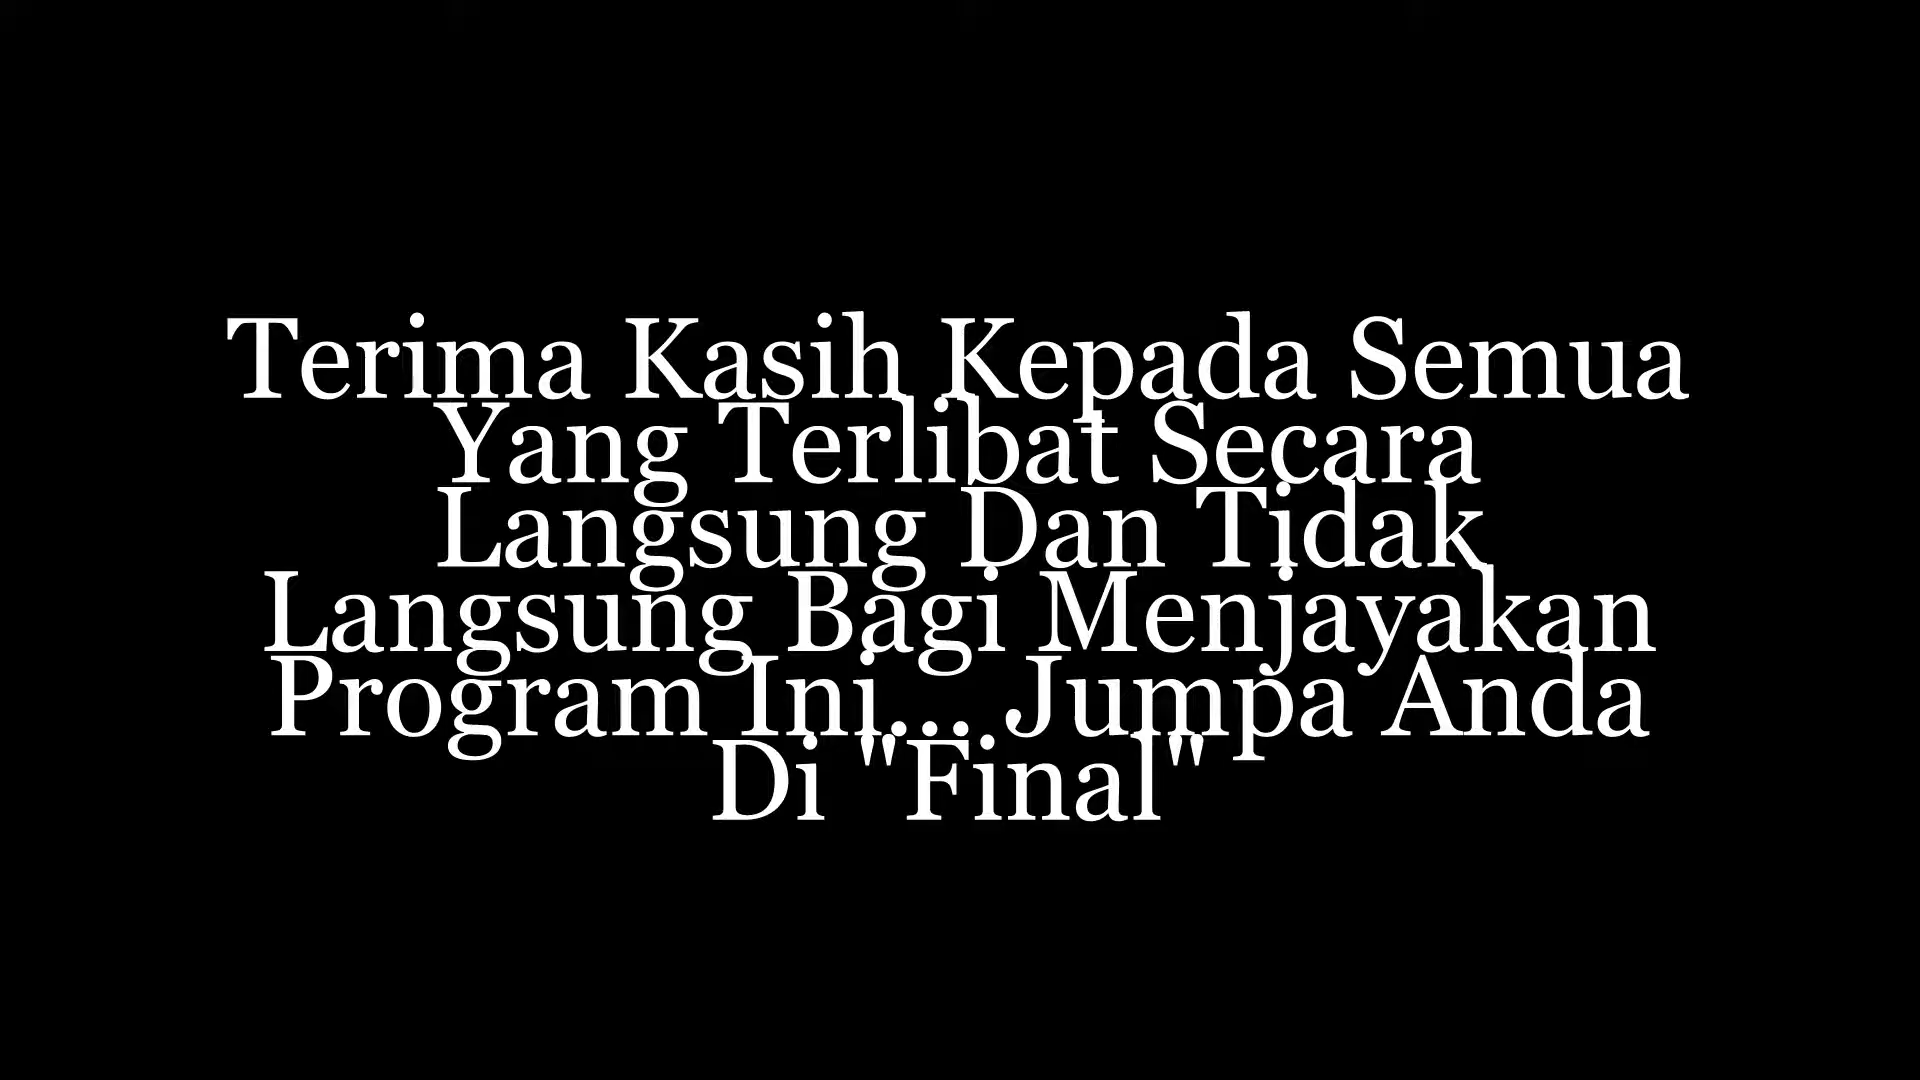 Terima Kasih Kepada Semua
Yang Terlibat Secara
Langsung Dan Tidak
Langsung Bagi Menjayakan
Program Ini... Jumpa Anda
Di "Final"